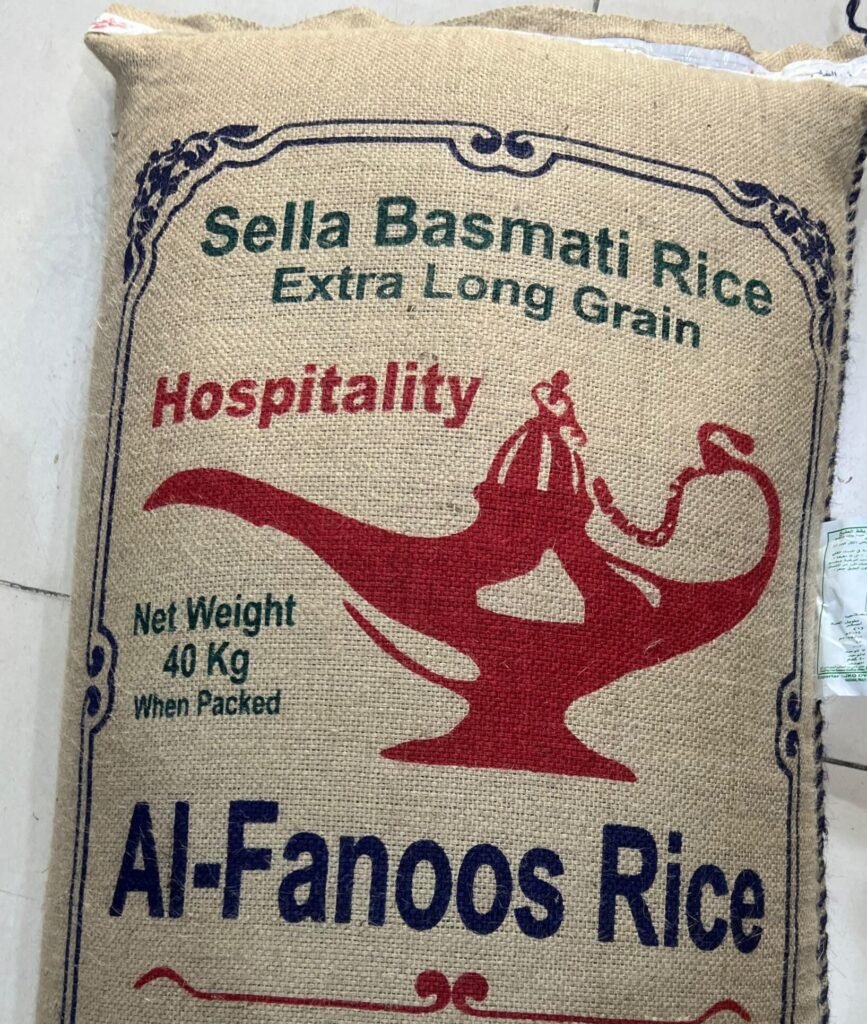 Sella Basmati Rice
Extra Long Grain
Hospitality
Net Weight
40 Kg
When Packed
Al-Fanoos Rice